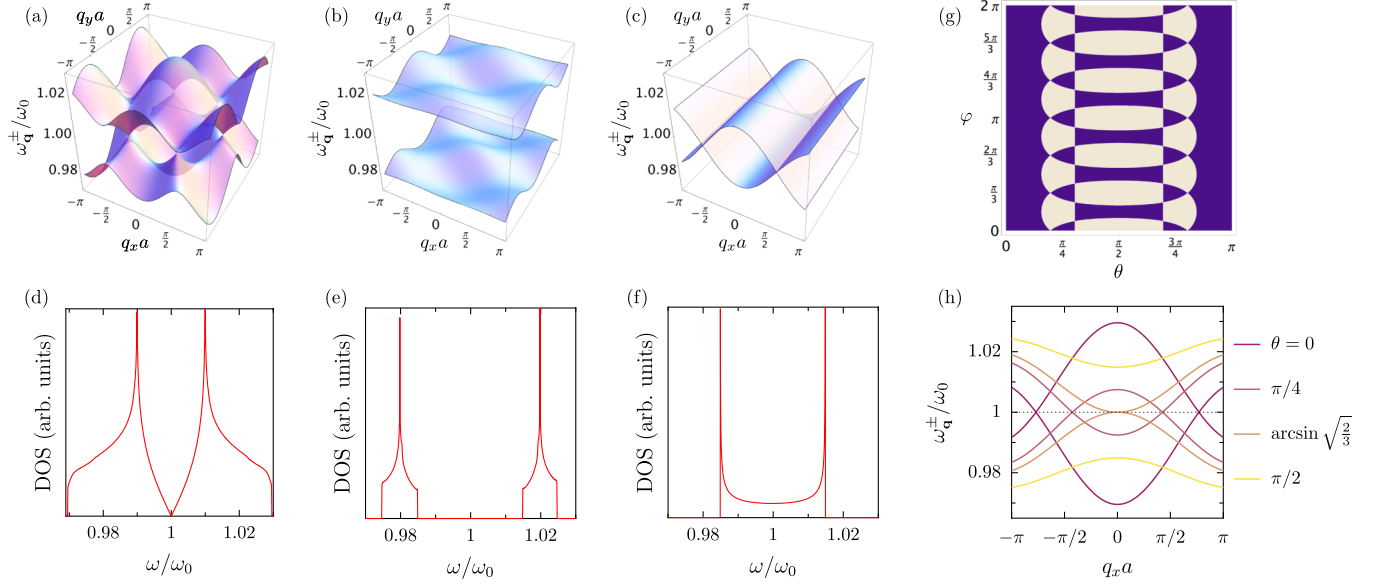 (a)
q_y a
π
π/2
0
-π/2
-π
1.02
1.00
0.98
ω_q^±/ω_0
-π
-π/2
0
π/2
π
q_x a
(b)
q_y a
π
π/2
0
-π/2
-π
1.02
1.00
0.98
ω_q^±/ω_0
-π
-π/2
0
π/2
π
q_x a
(c)
q_y a
π
π/2
0
-π/2
-π
1.02
1.00
0.98
ω_q^±/ω_0
-π
-π/2
0
π/2
π
q_x a
(g)
2π
5π/3
4π/3
π
2π/3
π/3
0
φ
0
π/4
π/2
3π/4
π
θ
(d)
DOS (arb. units)
0.98
1
1.02
ω/ω_0
(e)
DOS (arb. units)
0.98
1
1.02
ω/ω_0
(f)
DOS (arb. units)
0.98
1
1.02
ω/ω_0
(h)
1.02
1
0.98
ω_q^±/ω_0
-π
-π/2
0
π/2
π
q_x a
θ = 0
π/4
arcsin √(2/3)
π/2